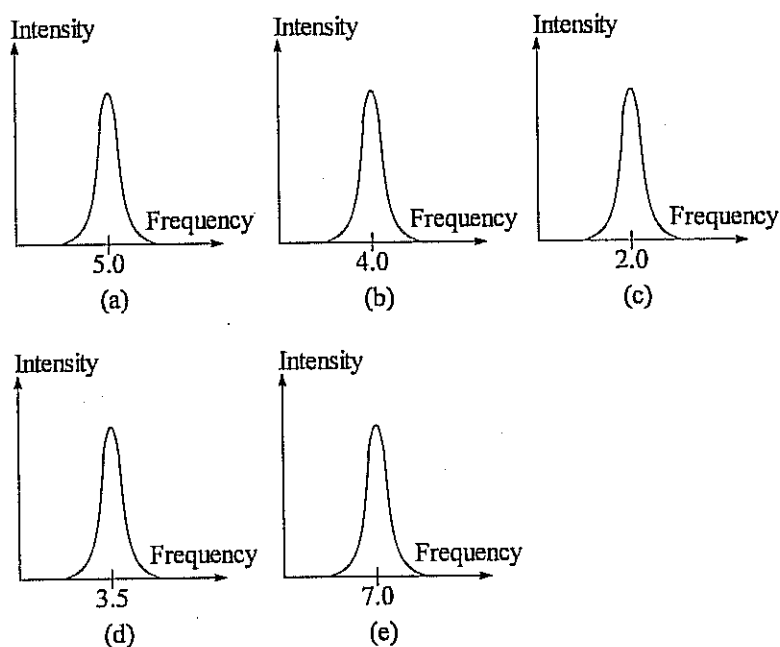 Intensity
Frequency
5.0
(a)
Intensity
Frequency
4.0
(b)
Intensity
Frequency
2.0
(c)
Intensity
Frequency
3.5
(d)
Intensity
Frequency
7.0
(e)